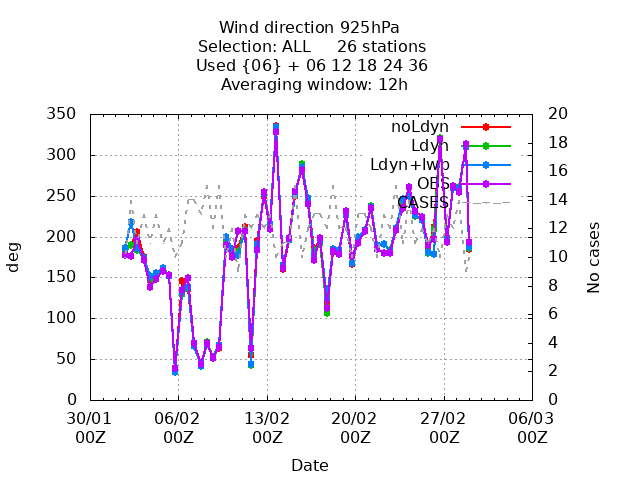 Wind direction 925hPa
Selection: ALL 26 stations
Used {06} + 06 12 18 24 36
Averaging window: 12h
350 20
noLdyn 18
300 Ldyn
Ldyn+lwp 16
250 OBS 14
CASES
200 12
deg 150 10 No cases
8
100 6
4
50 2
0 0
30/01 06/02 13/02 20/02 27/02 06/03
00Z 00Z 00Z 00Z 00Z 00Z
Date